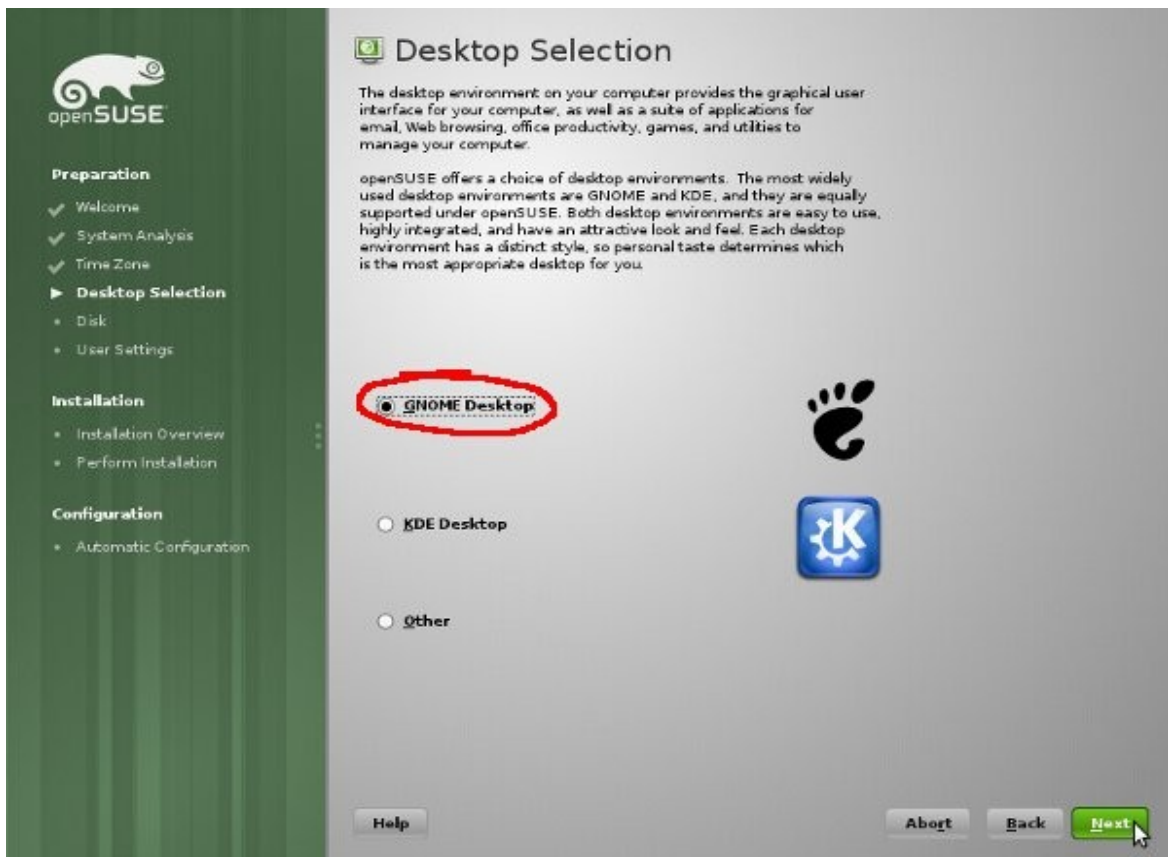 openSUSE
Preparation
Welcome
System Analysis
Time Zone
Desktop Selection
Disk
User Settings
Installation
Installation Overview
Perform Installation
Configuration
Automatic Configuration
Desktop Selection
The desktop environment on your computer provides the graphical user
interface for your computer, as well as a suite of applications for
email, Web browsing, office productivity, games, and utilities to
manage your computer.
openSUSE offers a choice of desktop environments. The most widely
used desktop environments are GNOME and KDE, and they are equally
supported under openSUSE. Both desktop environments are easy to use,
highly integrated, and have an attractive look and feel. Each desktop
environment has a distinct style, so personal taste determines which
is the most appropriate desktop for you.
GNOME Desktop
KDE Desktop
K
Other
Help
Abort
Back
Next